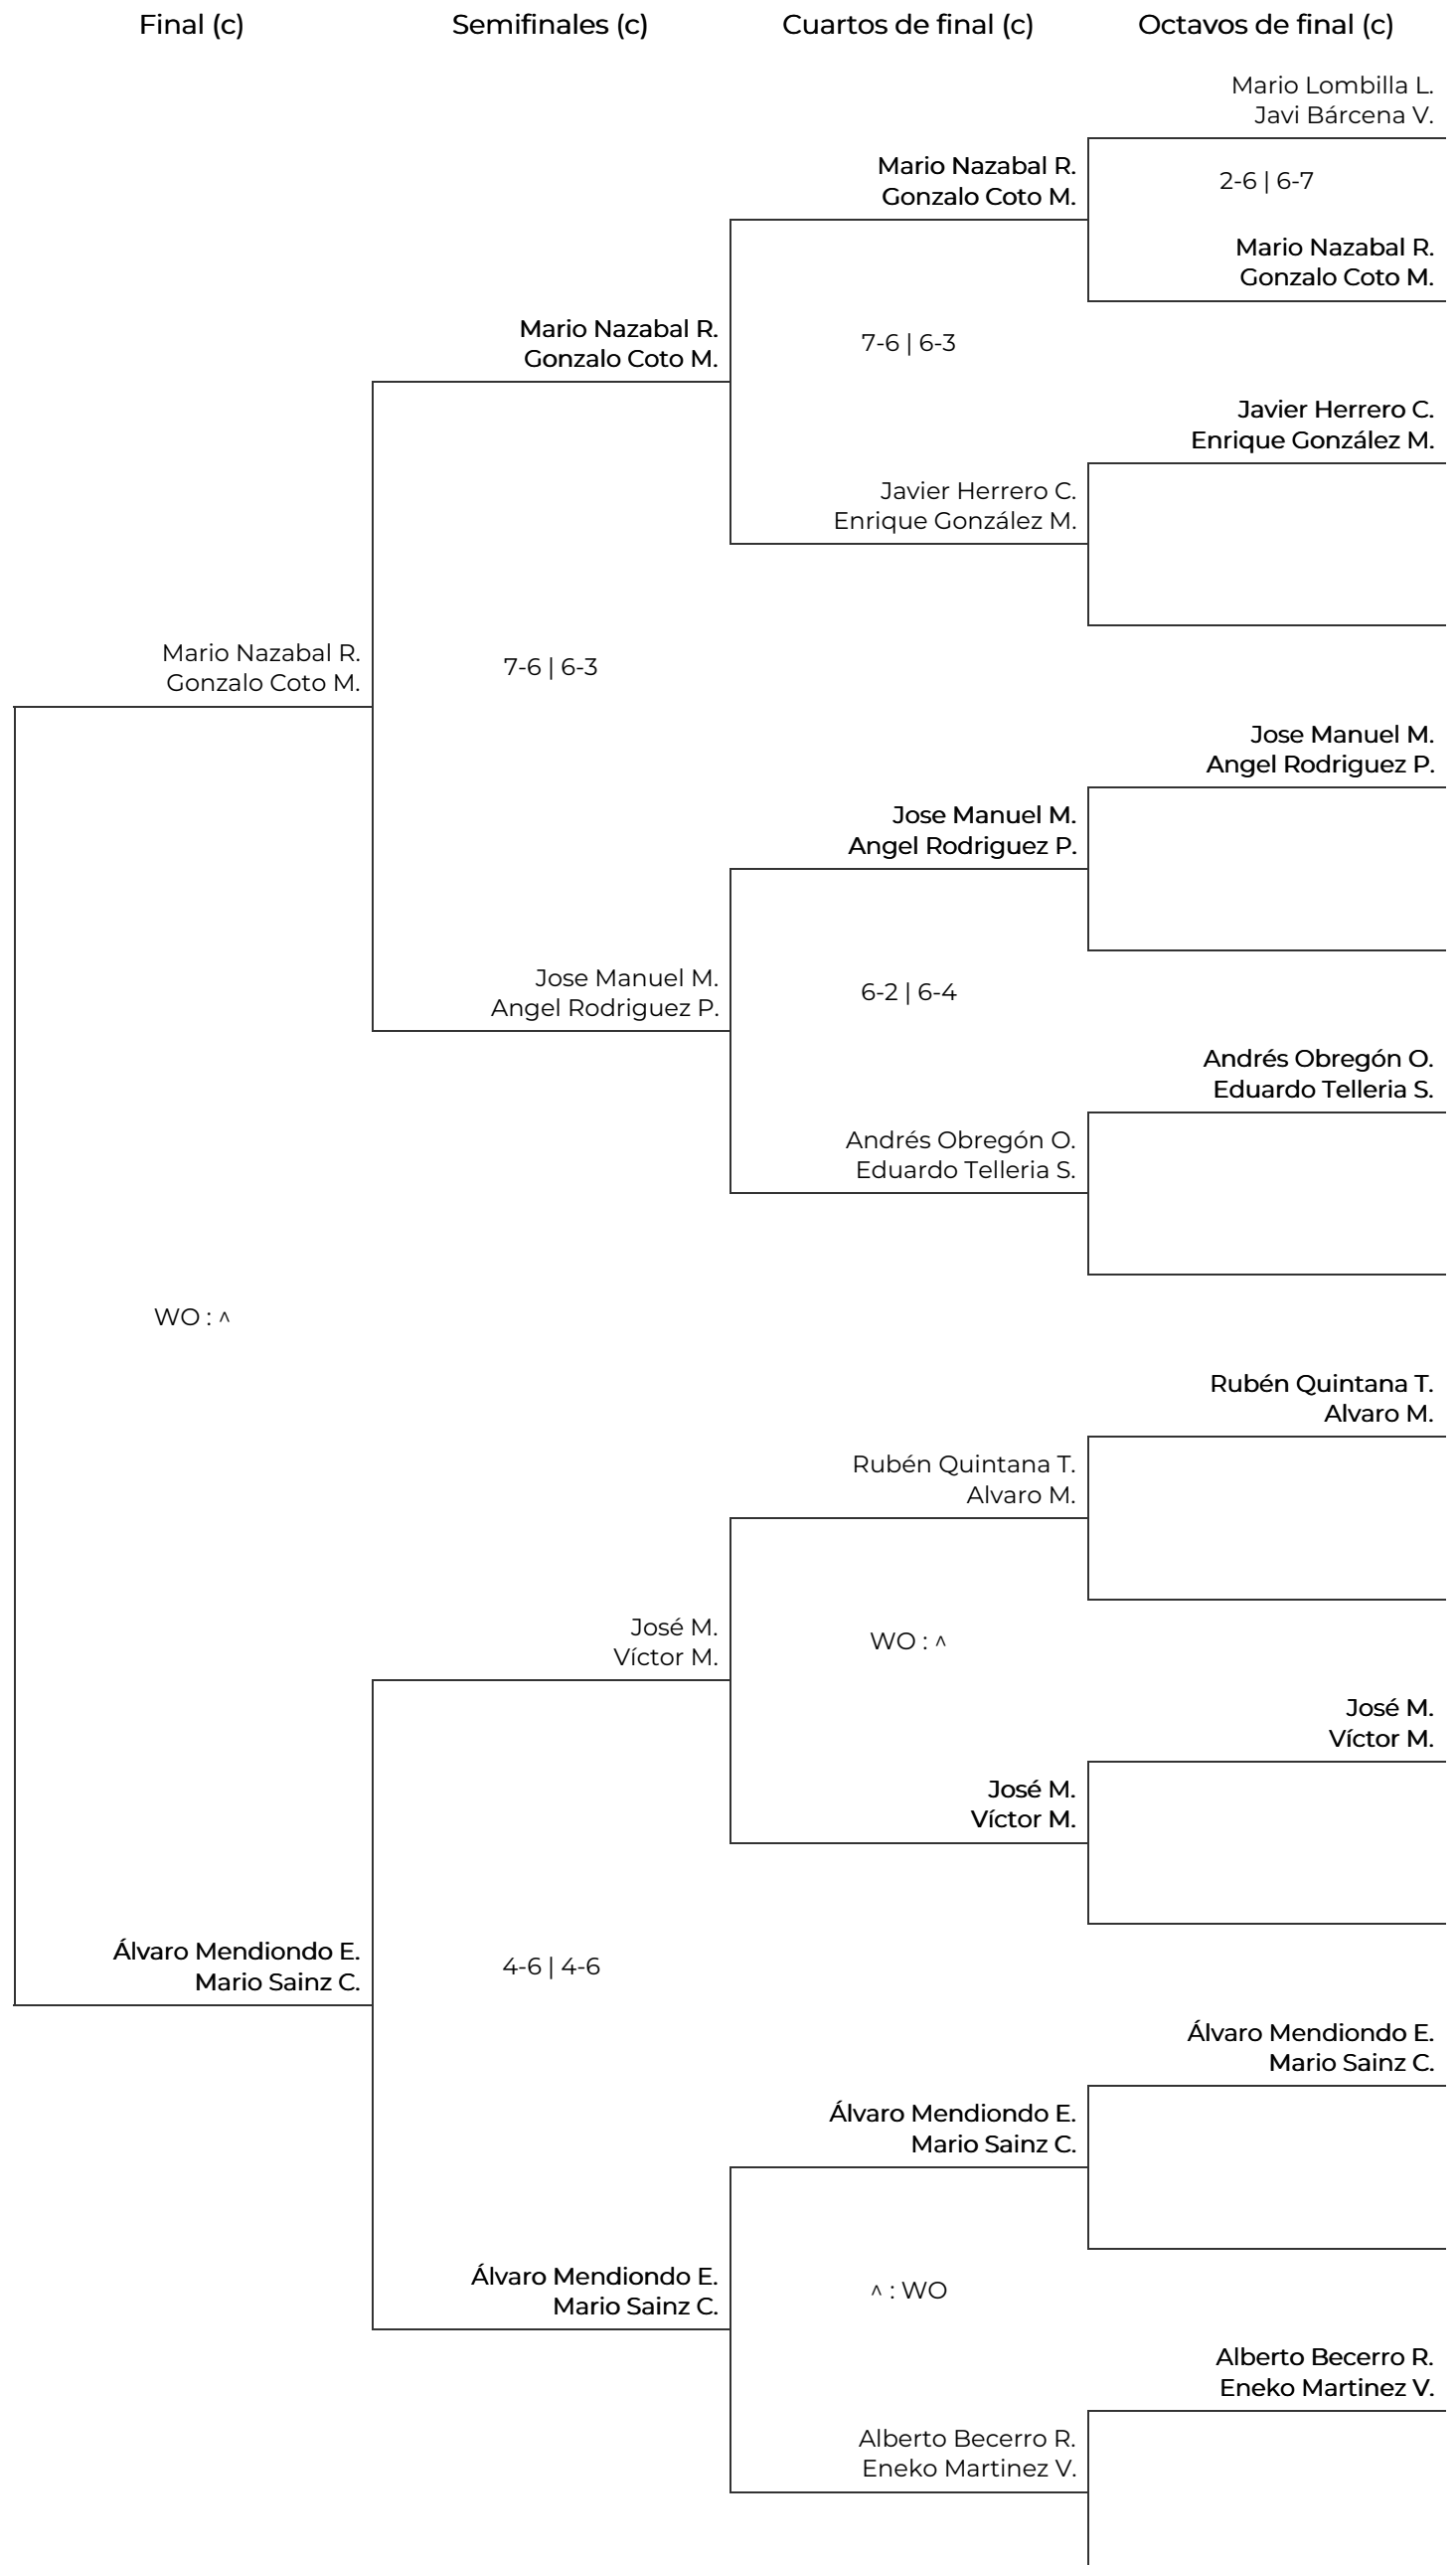 Final (c)
Semifinales (c)
Cuartos de final (c)
Octavos de final (c)
Mario Lombilla L.
Javi Bárcena V.
Mario Nazabal R.
Gonzalo Coto M.
2-6 | 6-7
Mario Nazabal R.
Gonzalo Coto M.
Mario Nazabal R.
Gonzalo Coto M.
7-6 | 6-3
Javier Herrero C.
Enrique González M.
Javier Herrero C.
Enrique González M.
Mario Nazabal R.
Gonzalo Coto M.
7-6 | 6-3
Jose Manuel M.
Angel Rodriguez P.
Jose Manuel M.
Angel Rodriguez P.
Jose Manuel M.
Angel Rodriguez P.
6-2 | 6-4
Andrés Obregón O.
Eduardo Telleria S.
Andrés Obregón O.
Eduardo Telleria S.
WO : ^
Rubén Quintana T.
Alvaro M.
Rubén Quintana T.
Alvaro M.
José M.
Víctor M.
WO : ^
José M.
Víctor M.
José M.
Víctor M.
Álvaro Mendiondo E.
Mario Sainz C.
4-6 | 4-6
Álvaro Mendiondo E.
Mario Sainz C.
Álvaro Mendiondo E.
Mario Sainz C.
Álvaro Mendiondo E.
Mario Sainz C.
^ : WO
Alberto Becerro R.
Eneko Martinez V.
Alberto Becerro R.
Eneko Martinez V.